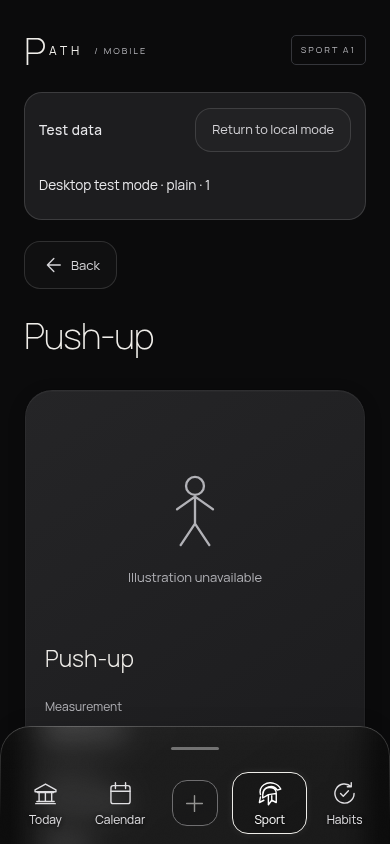 PATH / MOBILE
SPORT A1
Test data
Return to local mode
Desktop test mode · plain · 1
Back
Push-up
Illustration unavailable
Push-up
Measurement
Today
Calendar
Sport
Habits